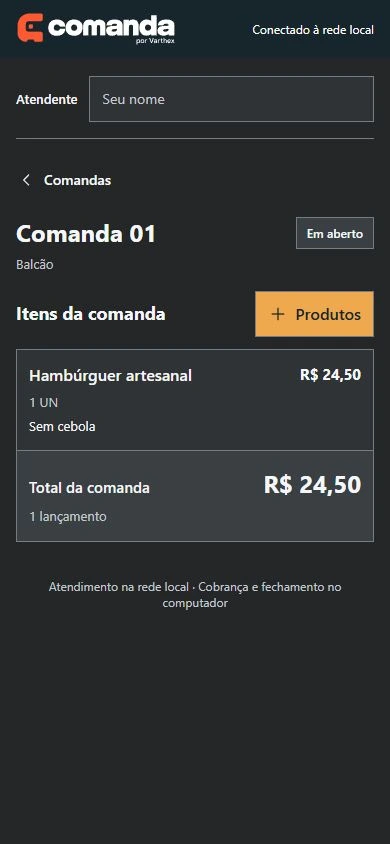 comanda
por Varthex
Conectado à rede local
Atendente
Seu nome
Comandas
Comanda 01
Em aberto
Balcão
Itens da comanda
+ Produtos
Hambúrguer artesanal
R$ 24,50
1 UN
Sem cebola
Total da comanda
R$ 24,50
1 lançamento
Atendimento na rede local · Cobrança e fechamento no
computador